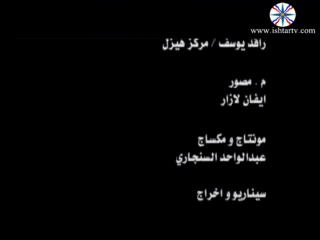 www.ishtartv.com
رافد يوسف / مركز هيزل
م . مصور
ايفان لازار
مونتاج و مكساج
عبدالواحد السنجاري
سيناريو و اخراج